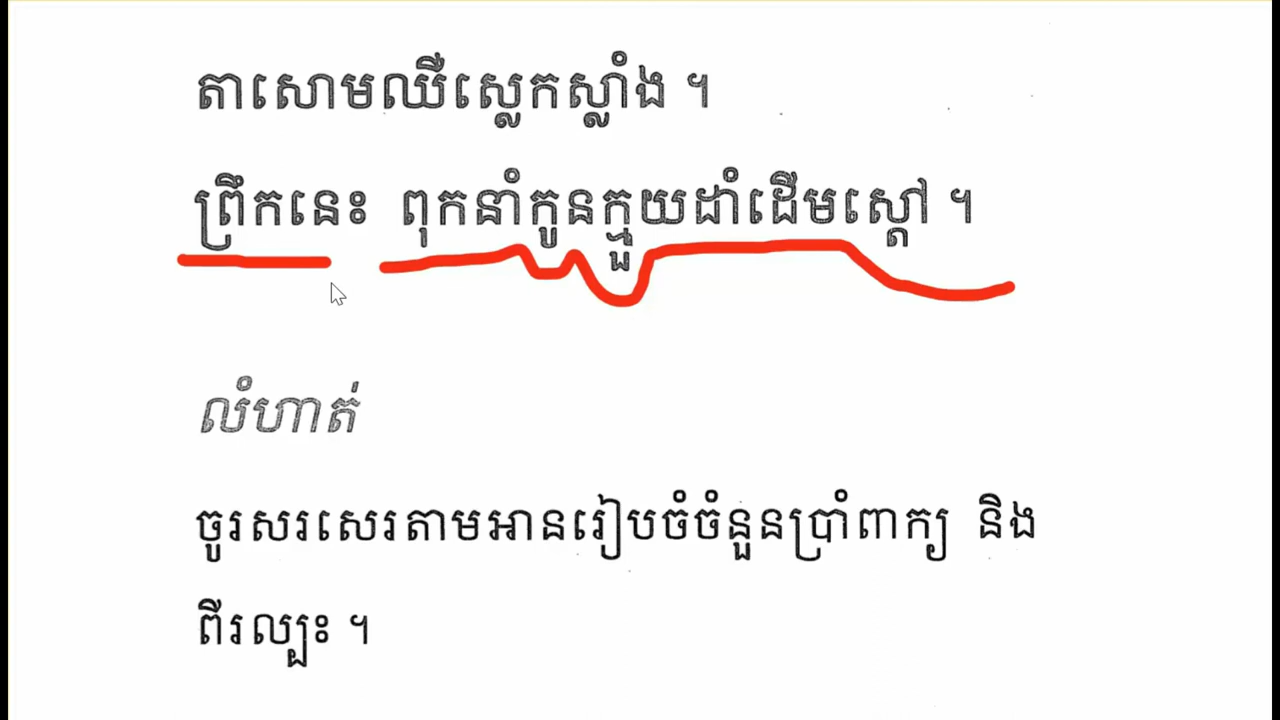 តាសោមឈឺស្លេកស្លាំង ។
ព្រឹកនេះ ពុកនាំកូនក្មួយដាំដើមស្ដៅ ។
លំហាត់
ចូរសរសេរតាមអានរៀបចំចំនួនប្រាំពាក្យ និង
ពីរល្បះ ។